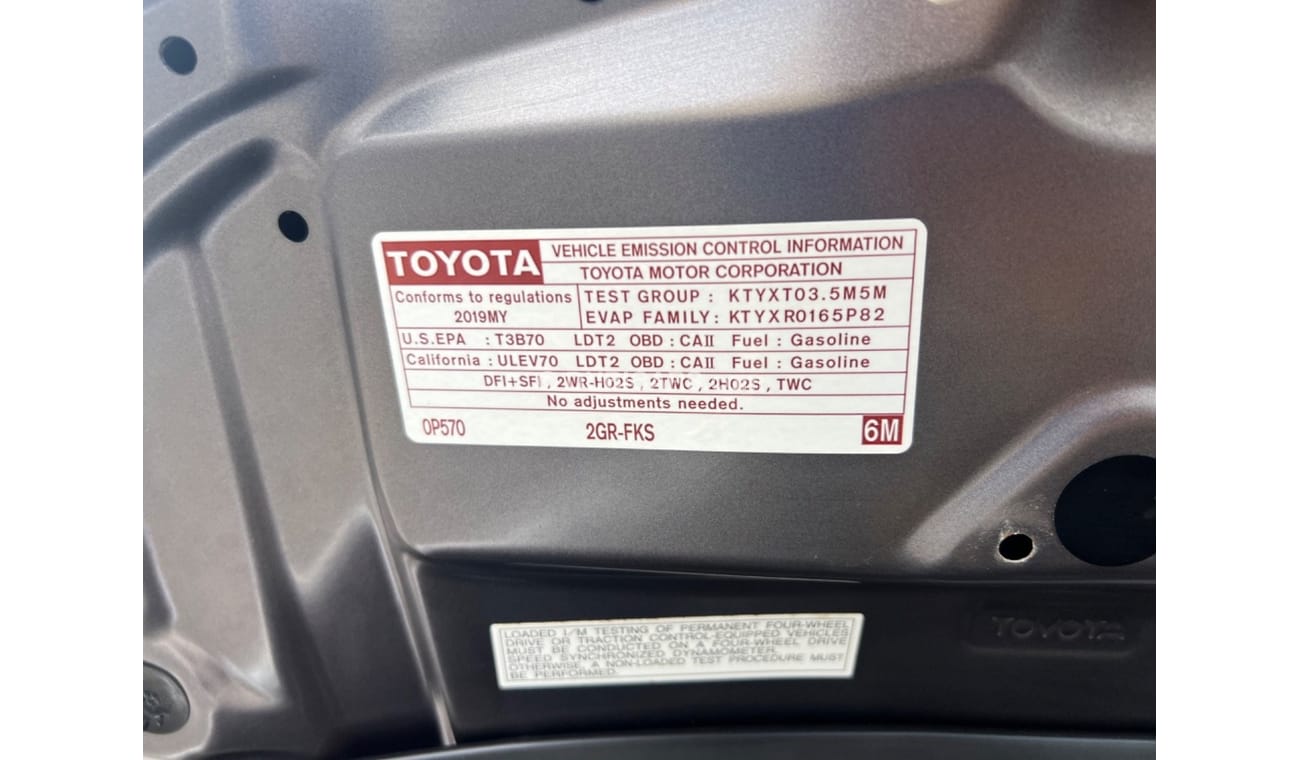 TOYOTA
VEHICLE EMISSION CONTROL INFORMATION
TOYOTA MOTOR CORPORATION
Conforms to regulations
2019MY
TEST GROUP : KTYXT03.5M5M
EVAP FAMILY: KTYXR0165P82
U.S.EPA : T3B70 LDT2 OBD : CAII Fuel : Gasoline
California : ULEV70 LDT2 OBD : CAII Fuel : Gasoline
DFI+SFI , 2WR-HO2S , 2TWC , 2HO2S , TWC
No adjustments needed.
0P570 2GR-FKS 6M
LOADED I/M TESTING OF PERMANENT FOUR-WHEEL
DRIVE OR TRACTION CONTROL-EQUIPPED VEHICLES
MUST BE CONDUCTED ON A FOUR-WHEEL DRIVE
SPEED SYNCHRONIZED DYNAMOMETER.
OTHERWISE, A NON-LOADED TEST PROCEDURE MUST
BE PERFORMED.
TOYOTA